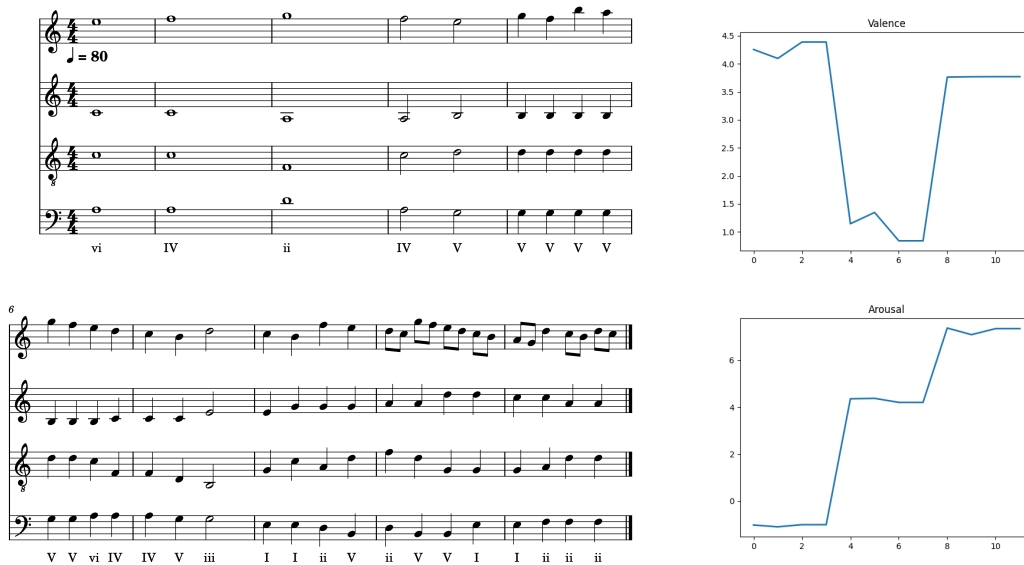 ♩ = 80
vi IV ii IV V V V V V
6
V V vi IV IV V iii I I ii V ii V V I I ii ii ii
Valence
4.5
4.0
3.5
3.0
2.5
2.0
1.5
1.0
0 2 4 6 8 10
Arousal
6
4
2
0
0 2 4 6 8 10